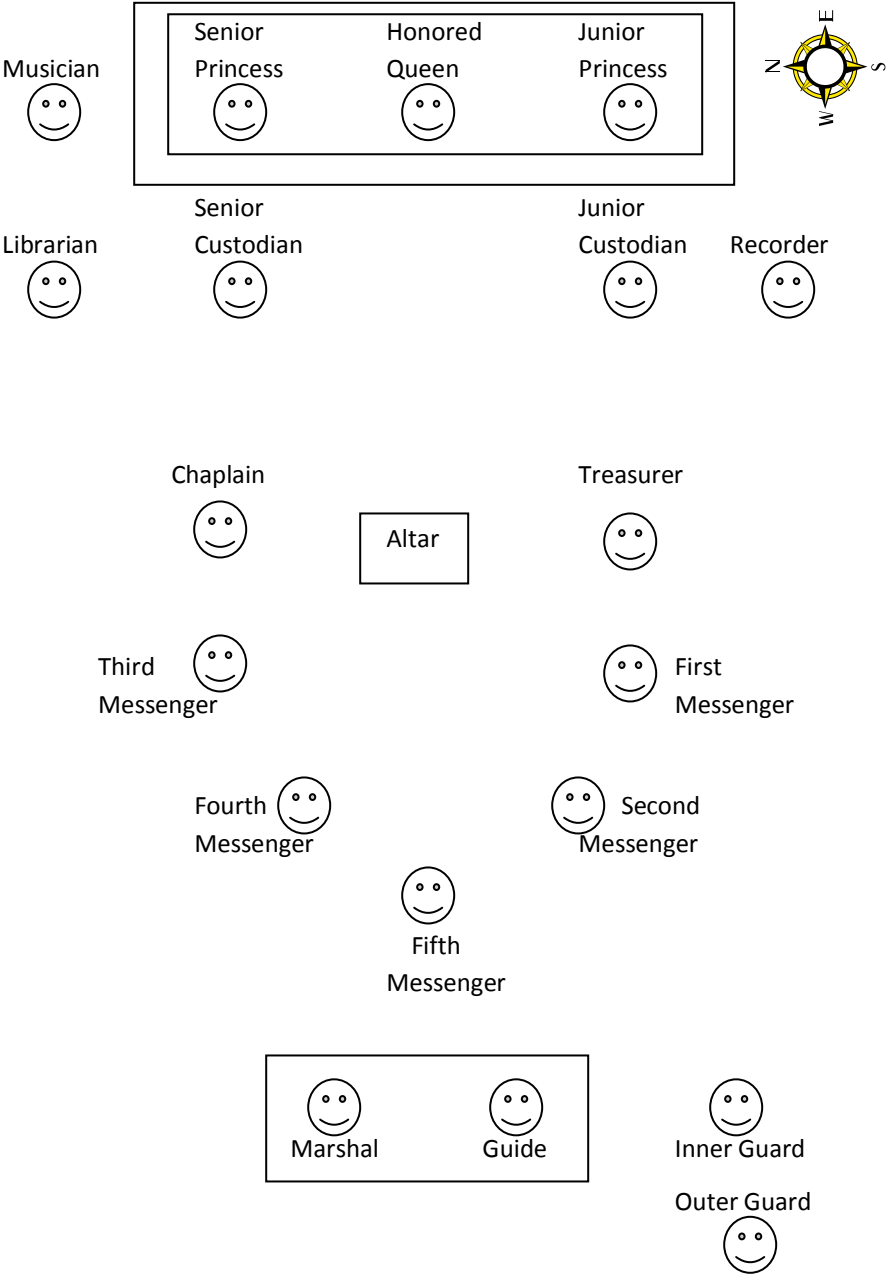 Senior Honored Junior
Musician Princess Queen Princess
E
N S
W
Senior Junior
Librarian Custodian Custodian Recorder
Chaplain Treasurer
Altar
Third First
Messenger Messenger
Fourth Second
Messenger Messenger
Fifth
Messenger
Marshal Guide Inner Guard
Outer Guard